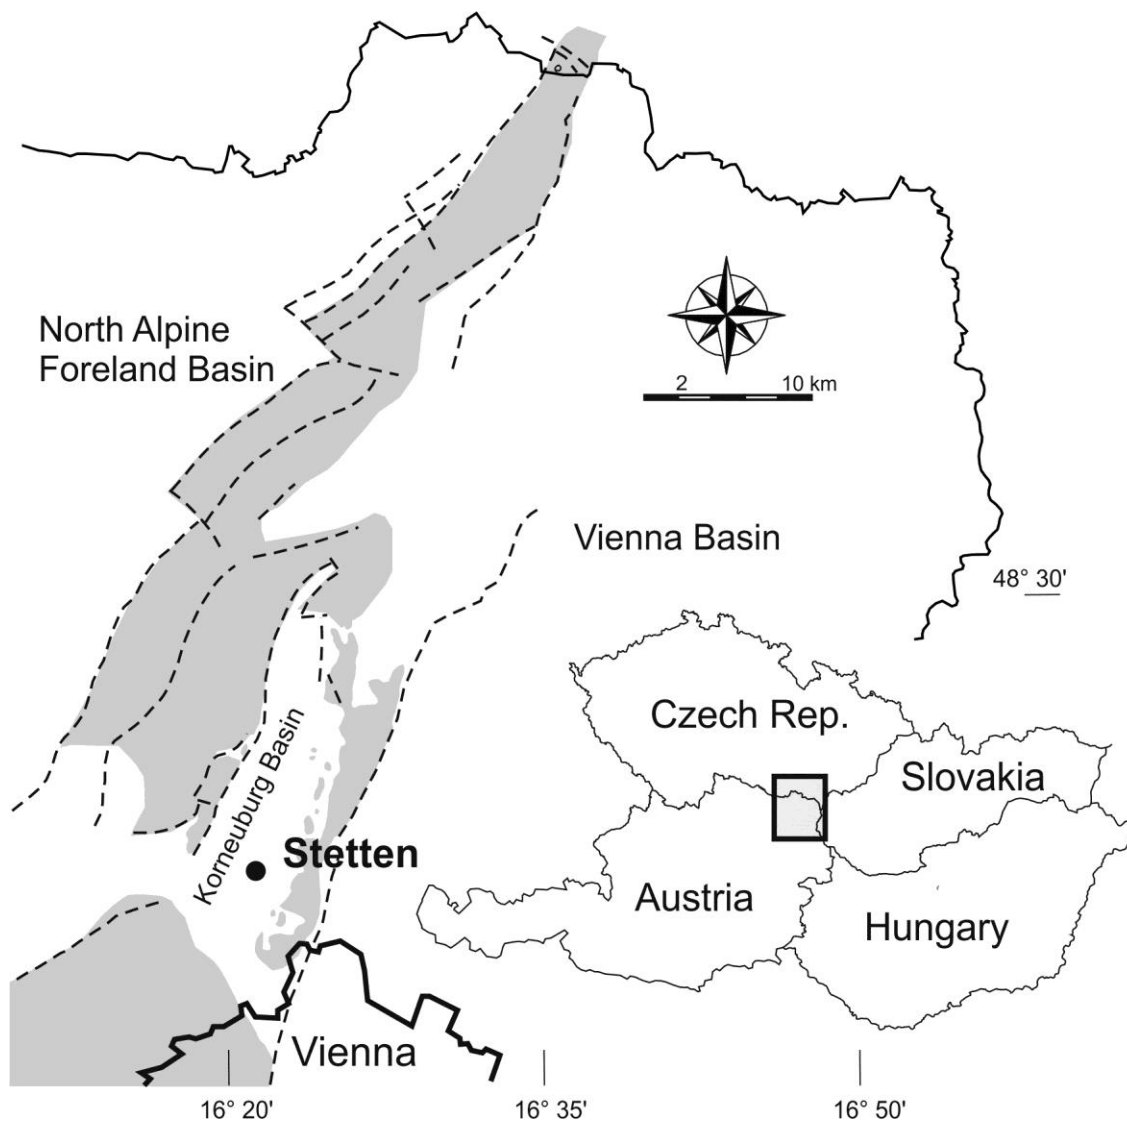 North Alpine
Foreland Basin
2 10 km
Vienna Basin
48° 30'
Czech Rep.
Slovakia
Korneuburg Basin
Stetten
Austria
Hungary
Vienna
16° 20' 16° 35' 16° 50'